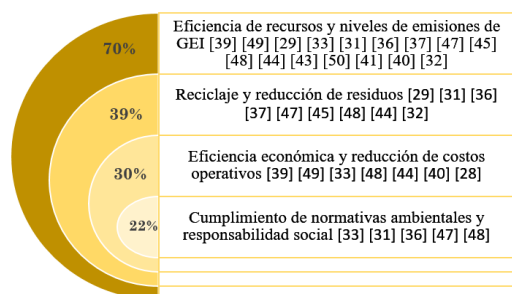 70%
Eficiencia de recursos y niveles de emisiones de
GEI [39] [49] [29] [33] [31] [36] [37] [47] [45]
[48] [44] [43] [50] [41] [40] [32]
39%
Reciclaje y reducción de residuos [29] [31] [36]
[37] [47] [45] [48] [44] [32]
30%
Eficiencia económica y reducción de costos
operativos [39] [49] [33] [48] [44] [40] [28]
22%
Cumplimiento de normativas ambientales y
responsabilidad social [33] [31] [36] [47] [48]